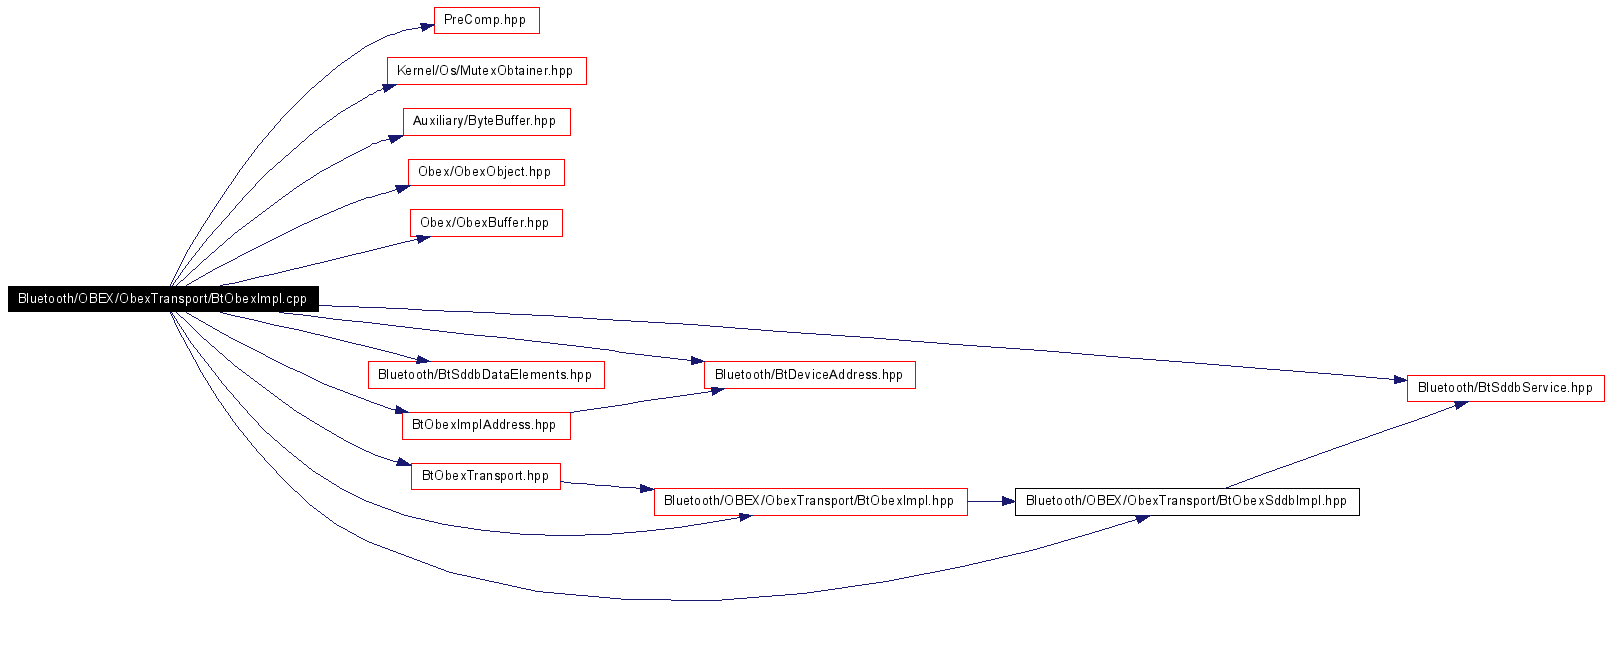 PreComp.hpp
Kernel/Os/MutexObtainer.hpp
Auxiliary/ByteBuffer.hpp
Obex/ObexObject.hpp
Obex/ObexBuffer.hpp
Bluetooth/OBEX/ObexTransport/BtObexImpl.cpp
Bluetooth/BtSddbDataElements.hpp
Bluetooth/BtDeviceAddress.hpp
Bluetooth/BtSddbService.hpp
BtObexImplAddress.hpp
BtObexTransport.hpp
Bluetooth/OBEX/ObexTransport/BtObexImpl.hpp
Bluetooth/OBEX/ObexTransport/BtObexSddbImpl.hpp